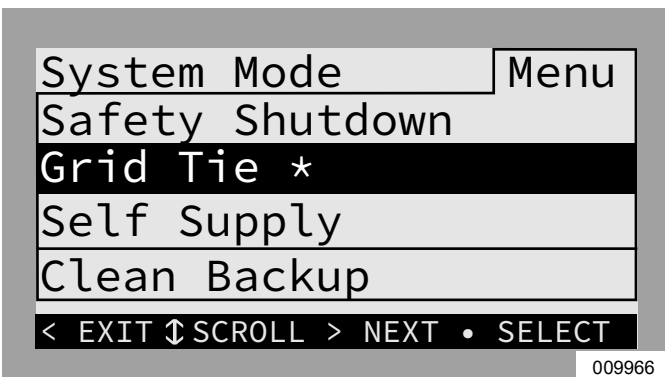 System Mode Menu
Safety Shutdown
Grid Tie *
Self Supply
Clean Backup
< EXIT ↕ SCROLL > NEXT • SELECT
009966